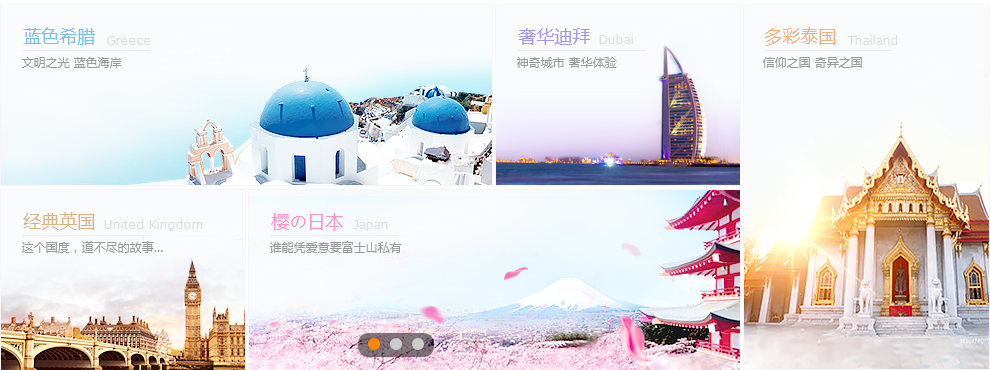 蓝色希腊 Greece
文明之光 蓝色海岸
奢华迪拜 Dubai
神奇城市 奢华体验
多彩泰国 Thailand
信仰之国 奇异之国
经典英国 United Kingdom
这个国度，道不尽的故事...
樱の日本 Japan
谁能凭爱意要富士山私有